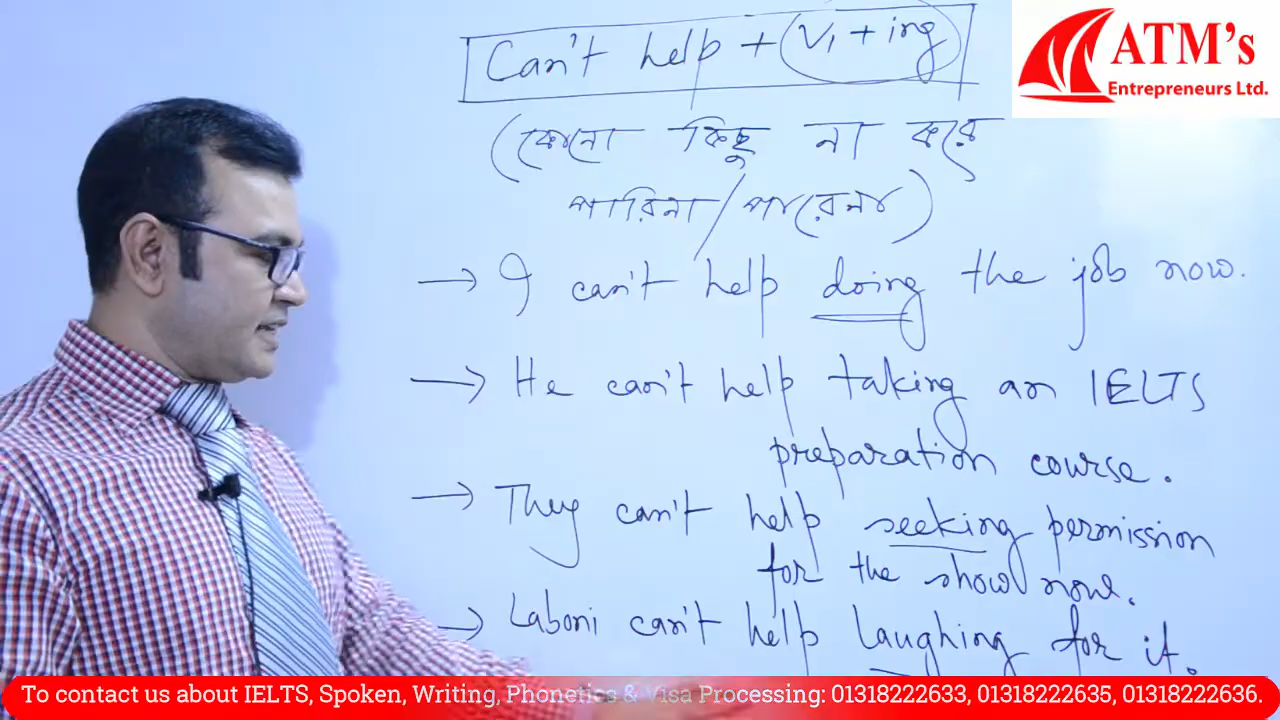 Can't help + (V₁ + ing)
ATM's
Entrepreneurs Ltd.
(কোনো কিছু না করে
পারিনা/পারেনা)
→ I can't help doing the job now.
→ He can't help taking an IELTS
preparation course.
→ They can't help seeking permission
for the show now.
→ Laboni can't help laughing for it.
To contact us about IELTS, Spoken, Writing, Phonetics & Visa Processing: 01318222633, 01318222635, 01318222636.